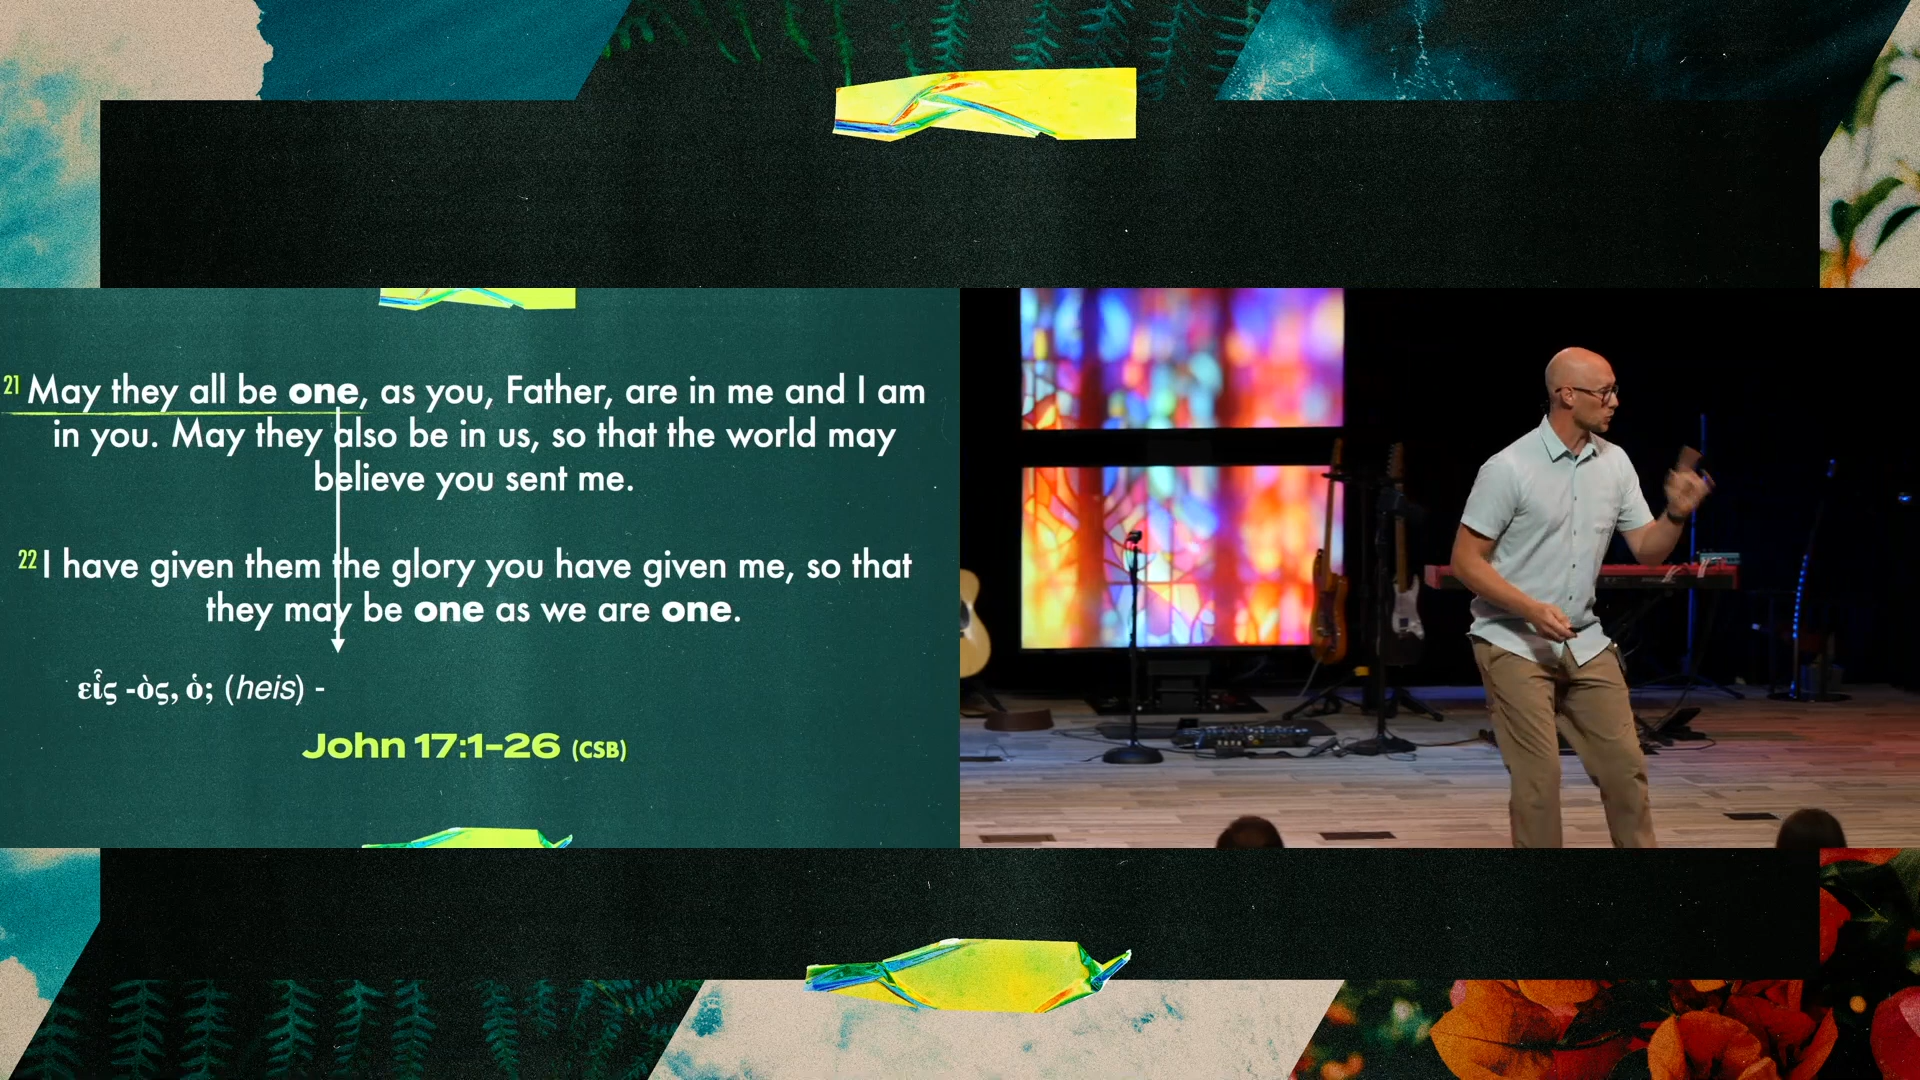 21 May they all be one, as you, Father, are in me and I am
in you. May they also be in us, so that the world may
believe you sent me.
22 I have given them the glory you have given me, so that
they may be one as we are one.
εἷς -ὸς, ὁ; (heis) -
John 17:1-26 (CSB)